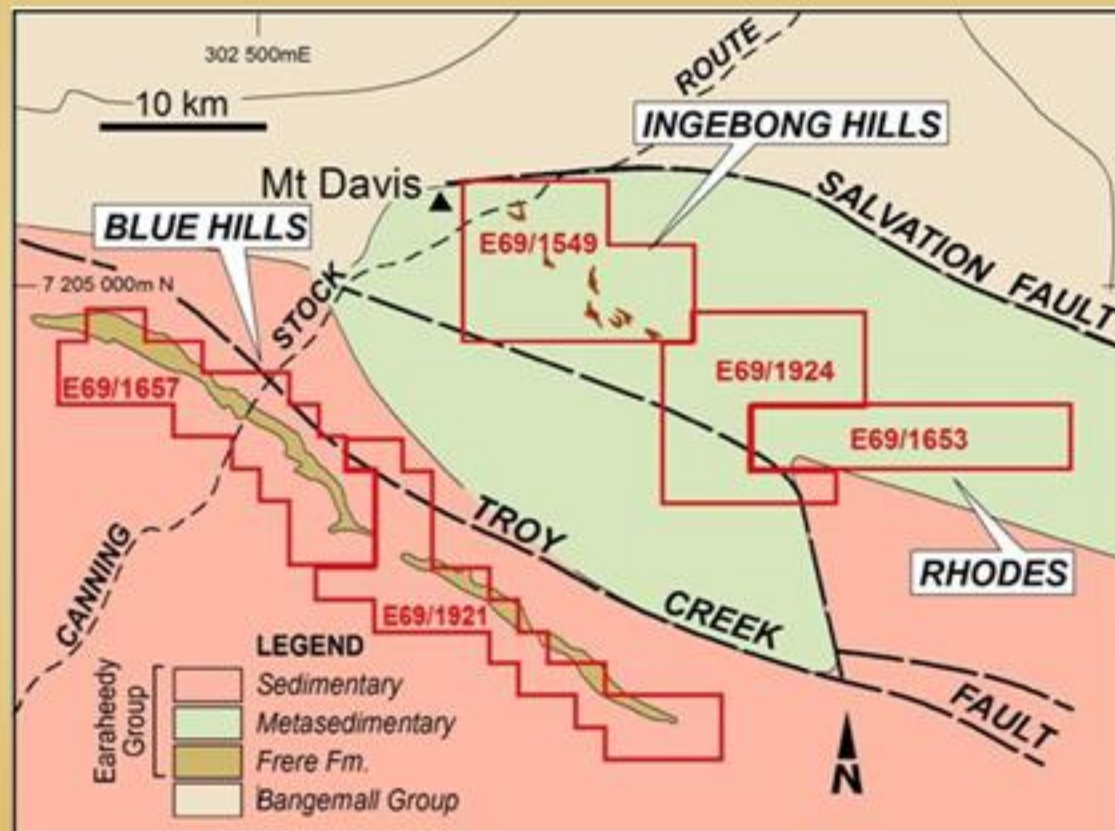 302 500mE
10 km
ROUTE
INGEBONG HILLS
Mt Davis
SALVATION FAULT
BLUE HILLS
E69/1549
STOCK
7 205 000m N
E69/1657
E69/1924
E69/1653
TROY
CREEK
FAULT
RHODES
CANNING
E69/1921
LEGEND
Earaheedy
Group
Sedimentary
Metasedimentary
Frere Fm.
Bangemall Group
N